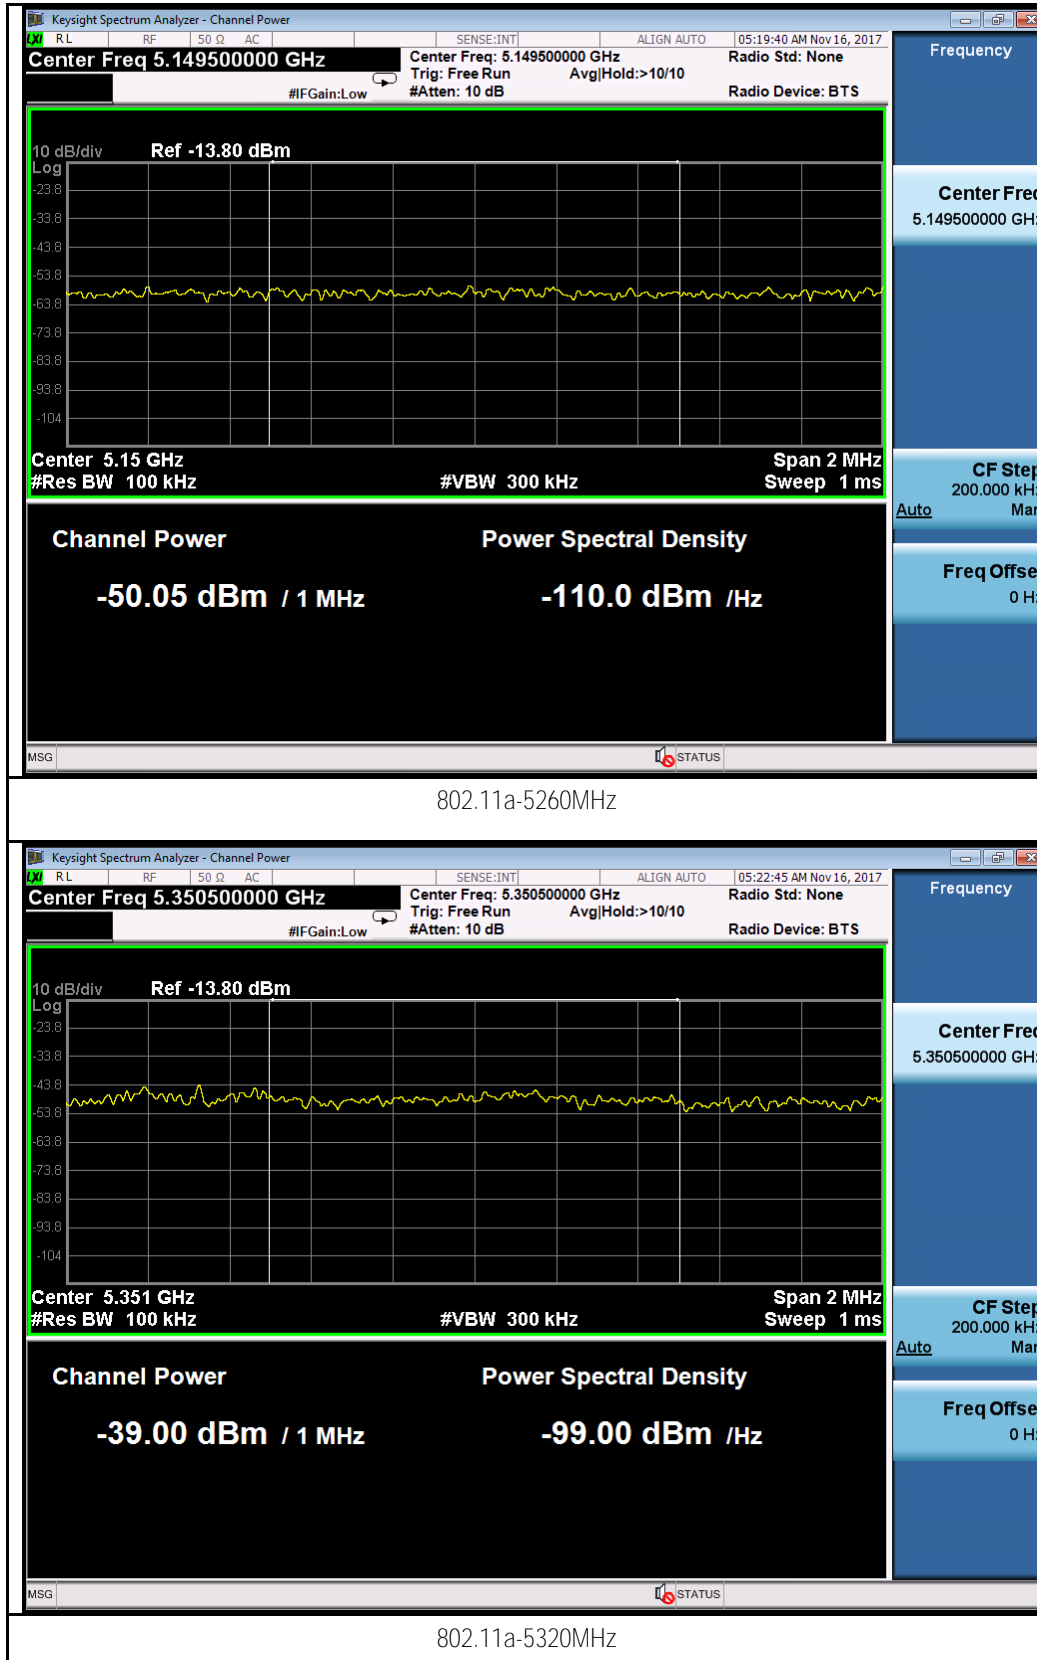 Keysight Spectrum Analyzer - Channel Power
LXI RL RF 50 Ω AC SENSE:INT ALIGN AUTO 05:19:40 AM Nov 16, 2017
Center Freq 5.149500000 GHz
Center Freq: 5.149500000 GHz
Radio Std: None
Trig: Free Run Avg|Hold:>10/10
#IFGain:Low #Atten: 10 dB Radio Device: BTS
Frequency
10 dB/div Ref -13.80 dBm
Log
-23.8
-33.8
-43.8
-53.8
-63.8
-73.8
-83.8
-93.8
-104
Center Freq
5.149500000 GHz
Center 5.15 GHz Span 2 MHz
#Res BW 100 kHz #VBW 300 kHz Sweep 1 ms
CF Step
200.000 kHz
Auto Man
Channel Power Power Spectral Density
-50.05 dBm / 1 MHz -110.0 dBm /Hz
Freq Offset
0 Hz
MSG STATUS
802.11a-5260MHz
Keysight Spectrum Analyzer - Channel Power
LXI RL RF 50 Ω AC SENSE:INT ALIGN AUTO 05:22:45 AM Nov 16, 2017
Center Freq 5.350500000 GHz
Center Freq: 5.350500000 GHz
Radio Std: None
Trig: Free Run Avg|Hold:>10/10
#IFGain:Low #Atten: 10 dB Radio Device: BTS
Frequency
10 dB/div Ref -13.80 dBm
Log
-23.8
-33.8
-43.8
-53.8
-63.8
-73.8
-83.8
-93.8
-104
Center Freq
5.350500000 GHz
Center 5.351 GHz Span 2 MHz
#Res BW 100 kHz #VBW 300 kHz Sweep 1 ms
CF Step
200.000 kHz
Auto Man
Channel Power Power Spectral Density
-39.00 dBm / 1 MHz -99.00 dBm /Hz
Freq Offset
0 Hz
MSG STATUS
802.11a-5320MHz